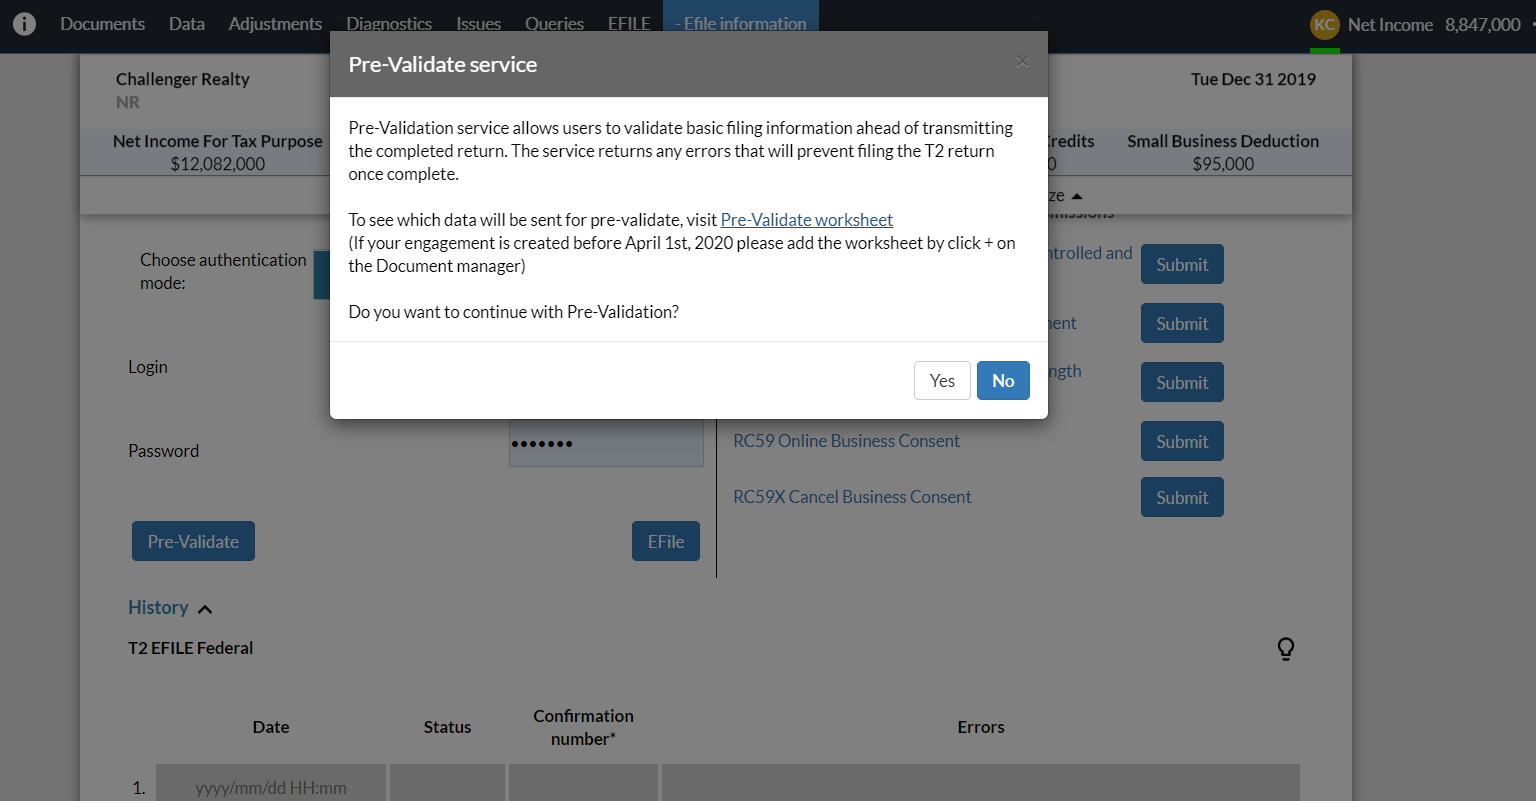 Documents Data Adjustments Diagnostics Issues Queries EFILE - Efile information KC Net Income 8,847,000
Pre-Validate service
×
Challenger Realty
NR
Tue Dec 31 2019
Net Income For Tax Purpose
$12,082,000
Small Business Deduction
$95,000
Pre-Validation service allows users to validate basic filing information ahead of transmitting
the completed return. The service returns any errors that will prevent filing the T2 return
once complete.
To see which data will be sent for pre-validate, visit Pre-Validate worksheet
(If your engagement is created before April 1st, 2020 please add the worksheet by click + on
the Document manager)
Do you want to continue with Pre-Validation?
Yes No
Choose authentication
mode:
Login
Password
Pre-Validate EFile
ntrolled and
Submit
Submit
Submit
RC59 Online Business Consent Submit
RC59X Cancel Business Consent Submit
History
T2 EFILE Federal
Date Status Confirmation
number* Errors
1. yyyy/mm/dd HH:mm